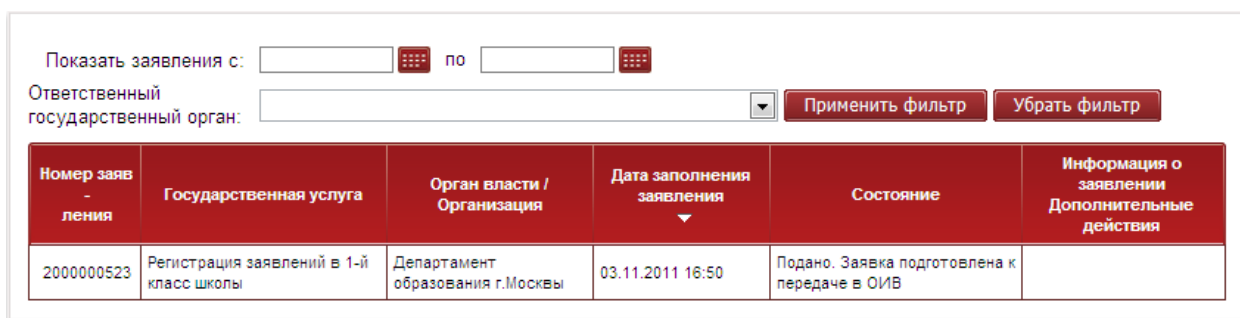 Показать заявления с: по
Ответственный
государственный орган: Применить фильтр Убрать фильтр
Номер заяв
-
ления
Государственная услуга
Орган власти /
Организация
Дата заполнения
заявления
Состояние
Информация о
заявлении
Дополнительные
действия
2000000523
Регистрация заявлений в 1-й
класс школы
Департамент
образования г.Москвы
03.11.2011 16:50
Подано. Заявка подготовлена к
передаче в ОИВ